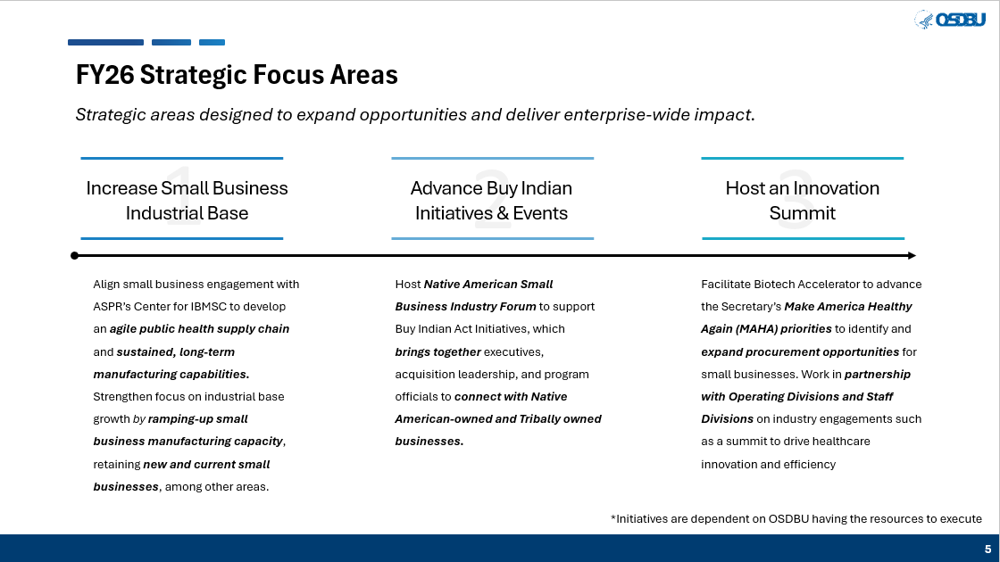 OSDBU
FY26 Strategic Focus Areas
Strategic areas designed to expand opportunities and deliver enterprise-wide impact.
1
Increase Small Business
Industrial Base
2
Advance Buy Indian
Initiatives & Events
3
Host an Innovation
Summit
Align small business engagement with
ASPR's Center for IBMSC to develop
an agile public health supply chain
and sustained, long-term
manufacturing capabilities.
Strengthen focus on industrial base
growth by ramping-up small
business manufacturing capacity,
retaining new and current small
businesses, among other areas.
Host Native American Small
Business Industry Forum to support
Buy Indian Act Initiatives, which
brings together executives,
acquisition leadership, and program
officials to connect with Native
American-owned and Tribally owned
businesses.
Facilitate Biotech Accelerator to advance
the Secretary's Make America Healthy
Again (MAHA) priorities to identify and
expand procurement opportunities for
small businesses. Work in partnership
with Operating Divisions and Staff
Divisions on industry engagements such
as a summit to drive healthcare
innovation and efficiency
*Initiatives are dependent on OSDBU having the resources to execute
5